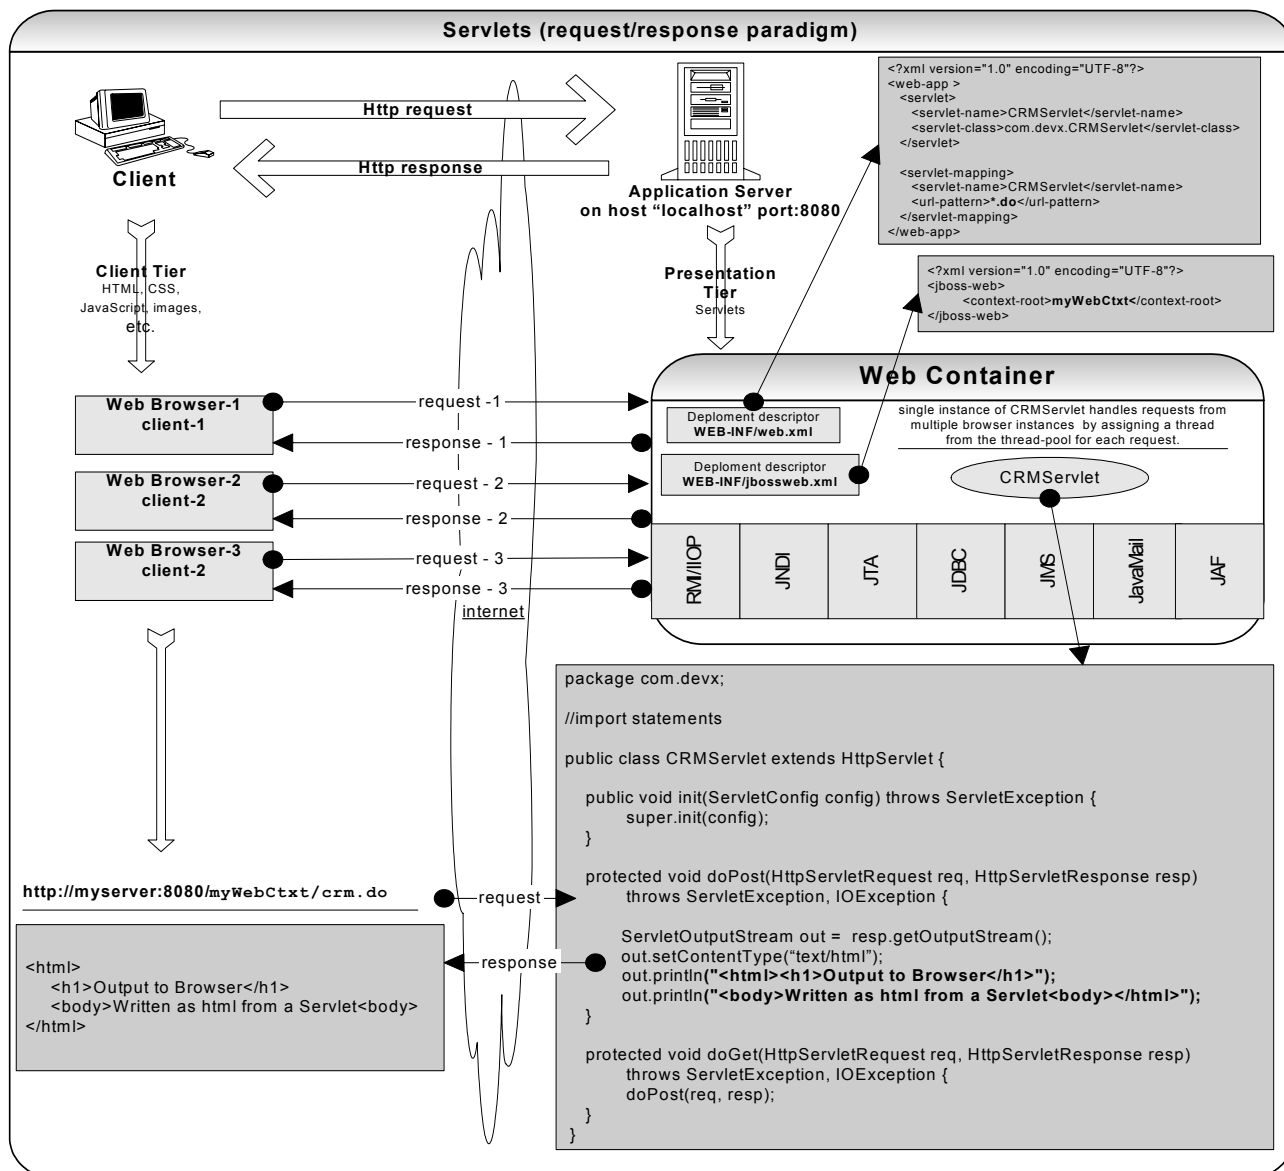 Servlets (request/response paradigm)
Client
Http request
Http response
Application Server
on host “localhost” port:8080
<?xml version="1.0" encoding="UTF-8"?>
<web-app >
<servlet>
<servlet-name>CRMServlet</servlet-name>
<servlet-class>com.devx.CRMServlet</servlet-class>
</servlet>
<servlet-mapping>
<servlet-name>CRMServlet</servlet-name>
<url-pattern>*.do</url-pattern>
</servlet-mapping>
</web-app>
Client Tier
HTML, CSS,
JavaScript, images,
etc.
Presentation
Tier
Servlets
<?xml version="1.0" encoding="UTF-8"?>
<jboss-web>
<context-root>myWebCtxt</context-root>
</jboss-web>
Web Container
Web Browser-1
client-1
request -1
response - 1
Deploment descriptor
WEB-INF/web.xml
single instance of CRMServlet handles requests from
multiple browser instances by assigning a thread
from the thread-pool for each request.
Web Browser-2
client-2
request - 2
response - 2
Deploment descriptor
WEB-INF/jbossweb.xml
CRMServlet
Web Browser-3
client-2
request - 3
response - 3
internet
RMI/IIOP
JNDI
JTA
JDBC
JMS
JavaMail
JAF
package com.devx;
//import statements
public class CRMServlet extends HttpServlet {
public void init(ServletConfig config) throws ServletException {
super.init(config);
}
protected void doPost(HttpServletRequest req, HttpServletResponse resp)
throws ServletException, IOException {
ServletOutputStream out = resp.getOutputStream();
out.setContentType(“text/html”);
out.println("<html><h1>Output to Browser</h1>");
out.println("<body>Written as html from a Servlet<body></html>");
}
protected void doGet(HttpServletRequest req, HttpServletResponse resp)
throws ServletException, IOException {
doPost(req, resp);
}
}
http://myserver:8080/myWebCtxt/crm.do
request
response
<html>
<h1>Output to Browser</h1>
<body>Written as html from a Servlet<body>
</html>